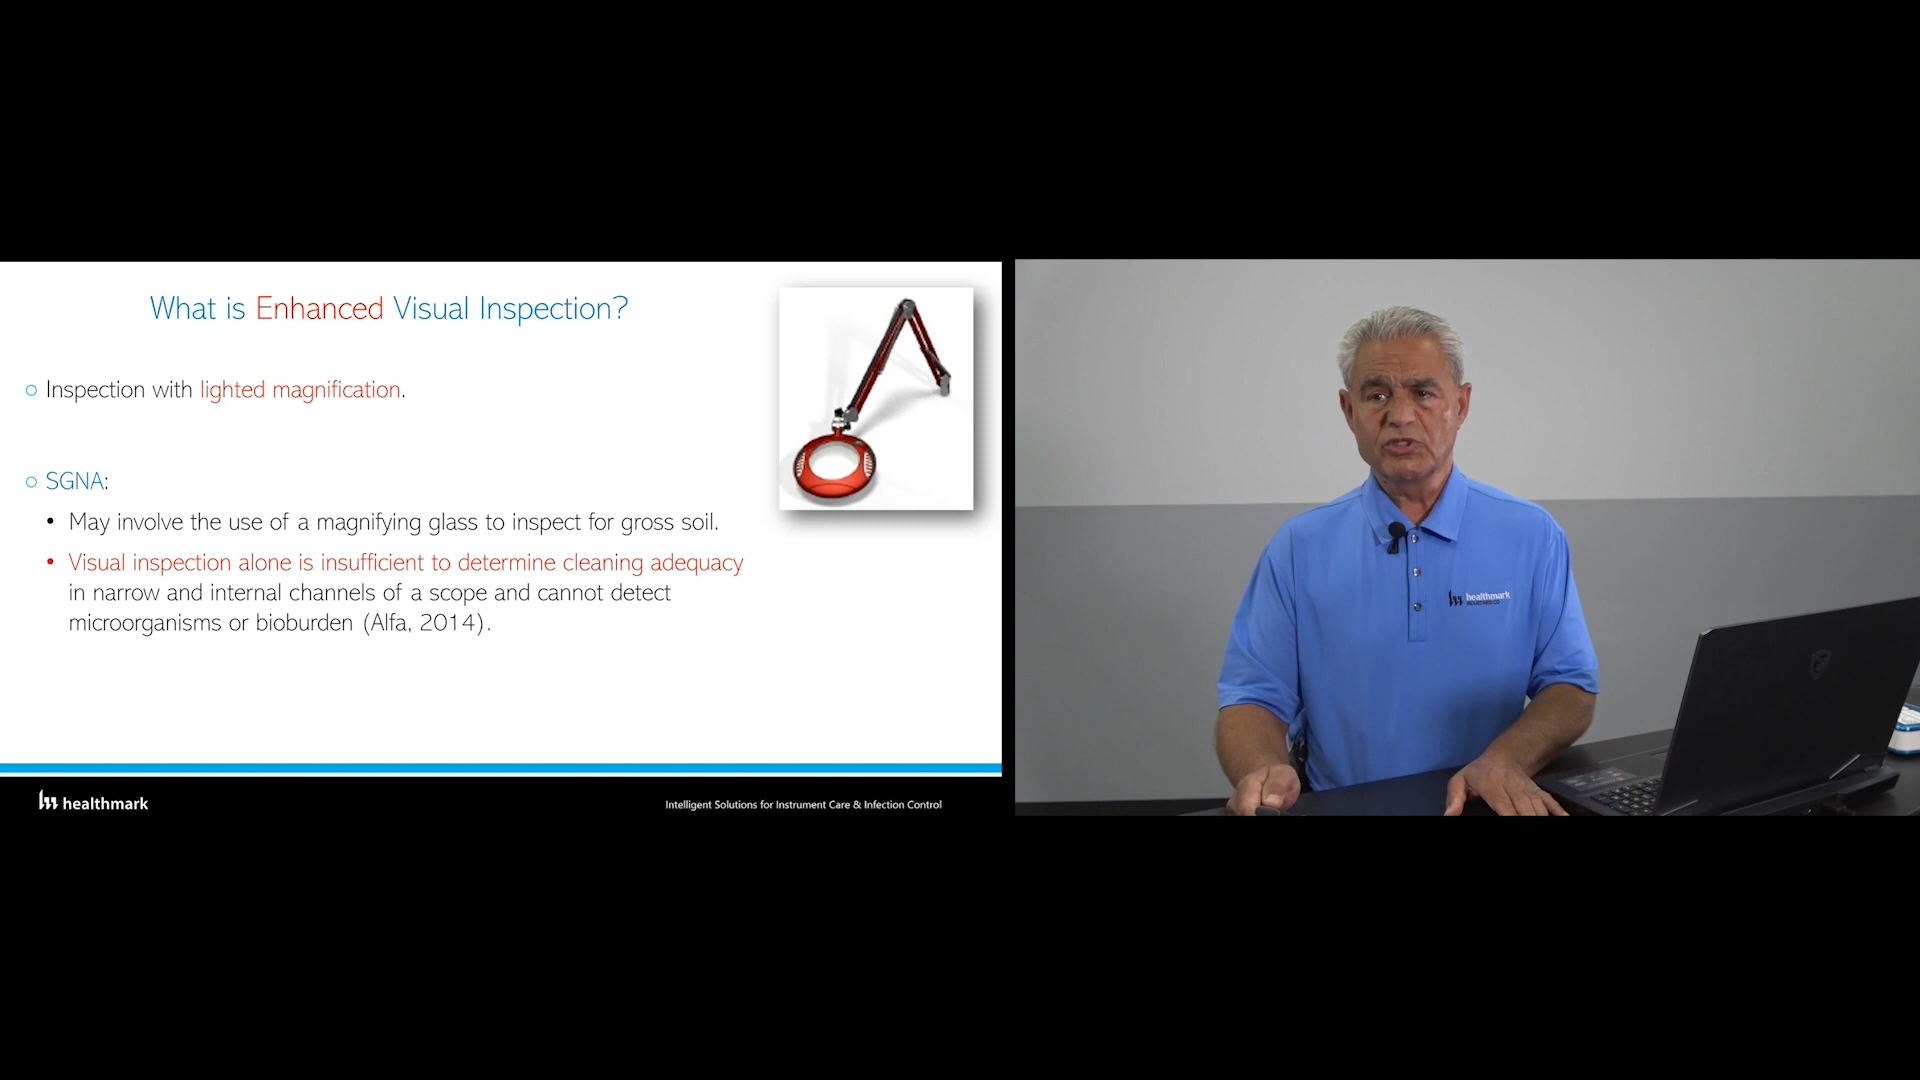 What is Enhanced Visual Inspection?
Inspection with lighted magnification.
SGNA:
May involve the use of a magnifying glass to inspect for gross soil.
Visual inspection alone is insufficient to determine cleaning adequacy
in narrow and internal channels of a scope and cannot detect
microorganisms or bioburden (Alfa, 2014).
healthmark
Intelligent Solutions for Instrument Care & Infection Control
healthmark